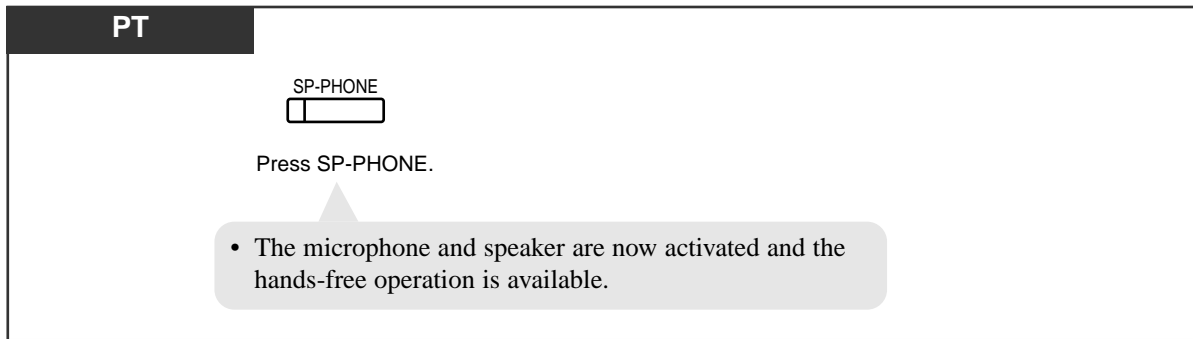 PT
SP-PHONE
Press SP-PHONE.
• The microphone and speaker are now activated and the
hands-free operation is available.